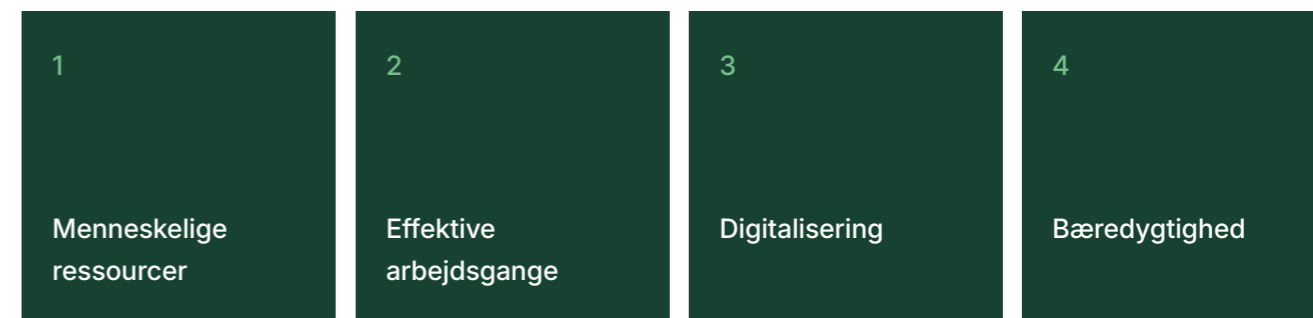 1
Menneskelige
ressourcer
2
Effektive
arbejdsgange
3
Digitalisering
4
Bæredygtighed